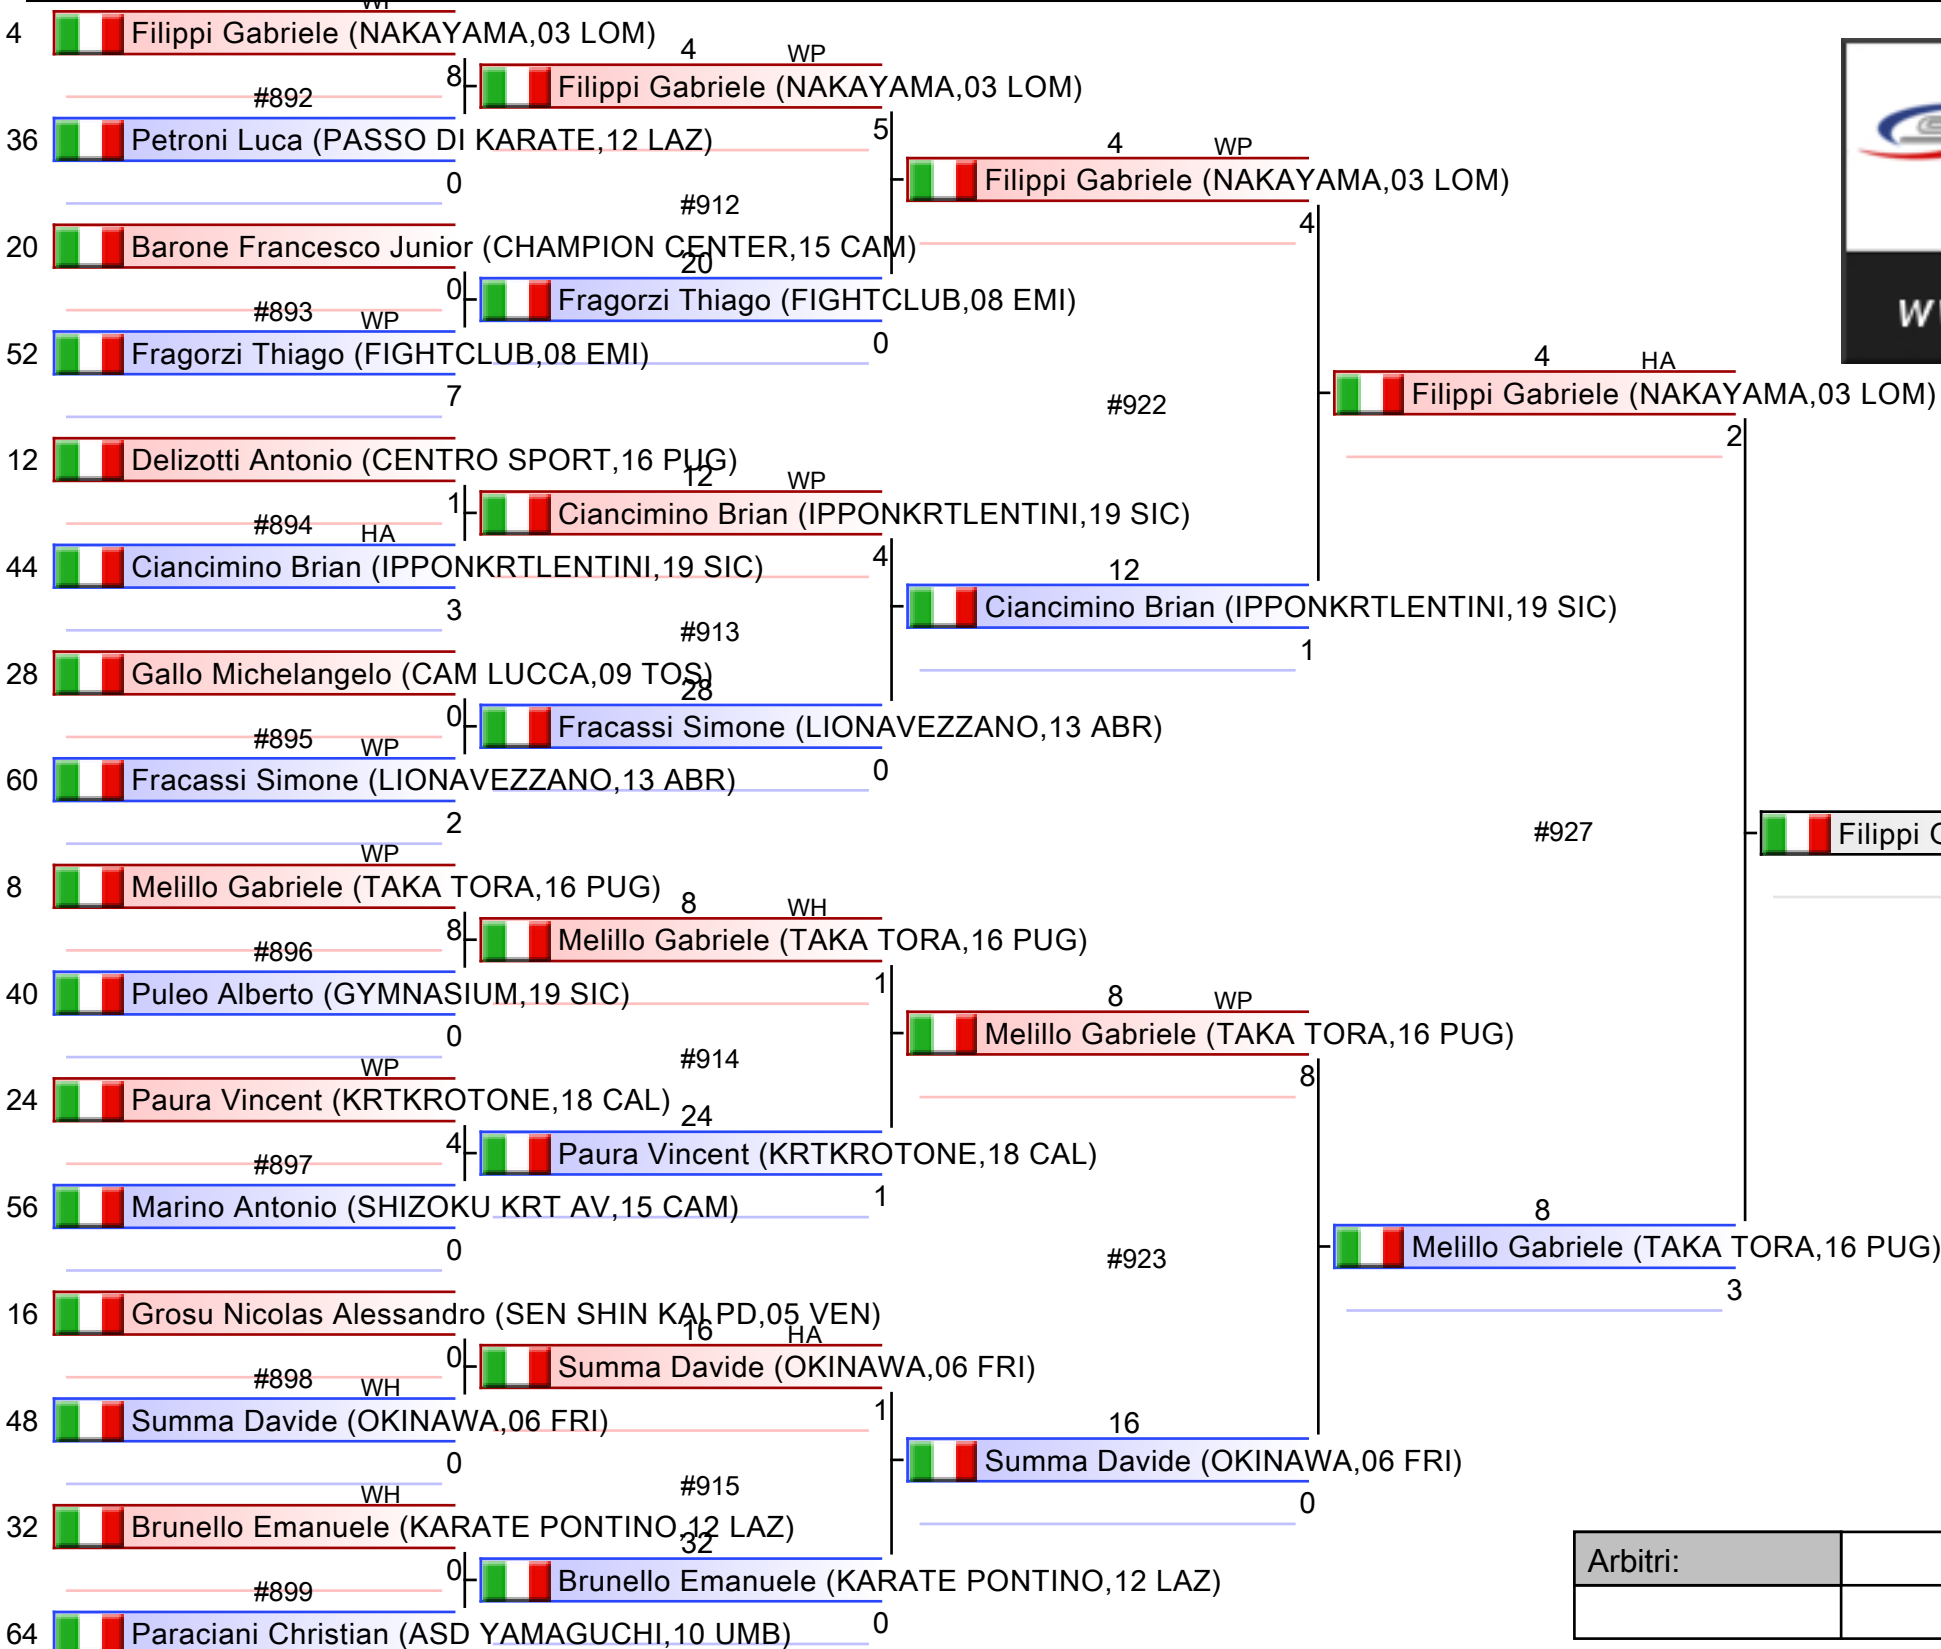 4 Filippi Gabriele (NAKAYAMA,03 LOM)
8
#892
36 Petroni Luca (PASSO DI KARATE,12 LAZ)
0
20 Barone Francesco Junior (CHAMPION CENTER,15 CAM)
0
#893 WP
52 Fragorzi Thiago (FIGHTCLUB,08 EMI)
7
12 Delizotti Antonio (CENTRO SPORT,16 PUG)
1
#894 HA
44 Ciancimino Brian (IPPONKRTLENTINI,19 SIC)
3
28 Gallo Michelangelo (CAM LUCCA,09 TOS)
0
#895 WP
60 Fracassi Simone (LIONAVEZZANO,13 ABR)
2
WP
8 Melillo Gabriele (TAKA TORA,16 PUG)
8
#896
40 Puleo Alberto (GYMNASIUM,19 SIC)
0
WP
24 Paura Vincent (KRTKROTONE,18 CAL)
4
#897
56 Marino Antonio (SHIZOKU KRT AV,15 CAM)
0
16 Grosu Nicolas Alessandro (SEN SHIN KAI PD,05 VEN)
0
#898 WH
48 Summa Davide (OKINAWA,06 FRI)
0
WH
32 Brunello Emanuele (KARATE PONTINO,12 LAZ)
0
#899
64 Paraciani Christian (ASD YAMAGUCHI,10 UMB)
4 WP
Filippi Gabriele (NAKAYAMA,03 LOM)
5
#912
20
Fragorzi Thiago (FIGHTCLUB,08 EMI)
0
12 WP
Ciancimino Brian (IPPONKRTLENTINI,19 SIC)
4
#913
28
Fracassi Simone (LIONAVEZZANO,13 ABR)
0
8 WH
Melillo Gabriele (TAKA TORA,16 PUG)
1
#914
24
Paura Vincent (KRTKROTONE,18 CAL)
1
16 HA
Summa Davide (OKINAWA,06 FRI)
1
#915
32
Brunello Emanuele (KARATE PONTINO,12 LAZ)
0
4 WP
Filippi Gabriele (NAKAYAMA,03 LOM)
4
#922
12
Ciancimino Brian (IPPONKRTLENTINI,19 SIC)
1
8 WP
Melillo Gabriele (TAKA TORA,16 PUG)
8
#923
16
Summa Davide (OKINAWA,06 FRI)
0
4 HA
Filippi Gabriele (NAKAYAMA,03 LOM)
2
#927
8
Melillo Gabriele (TAKA TORA,16 PUG)
3
Filippi
Arbitri: